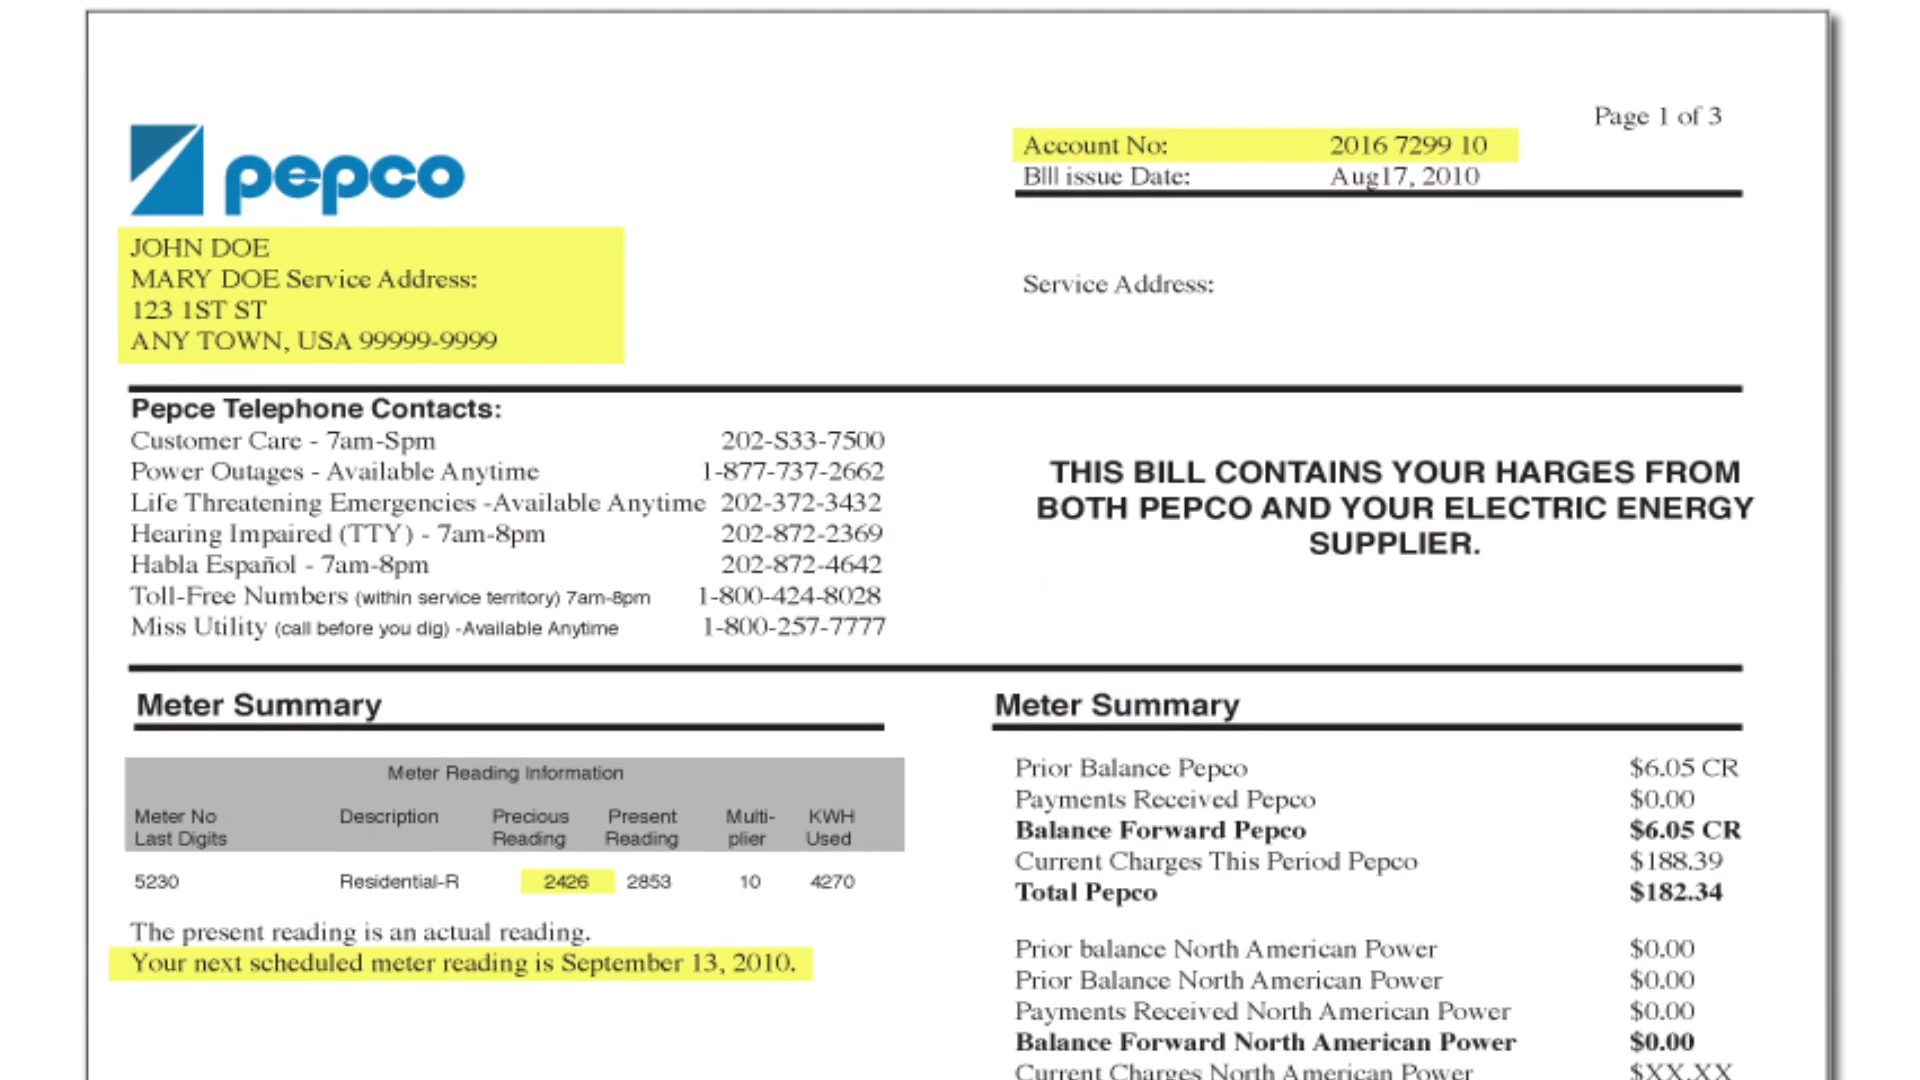 Page 1 of 3
pepco
Account No: 2016 7299 10
Blll issue Date: Aug17, 2010
JOHN DOE
MARY DOE Service Address:
123 1ST ST
ANY TOWN, USA 99999-9999
Service Address:
Pepce Telephone Contacts:
Customer Care - 7am-Spm 202-S33-7500
Power Outages - Available Anytime 1-877-737-2662
Life Threatening Emergencies -Available Anytime 202-372-3432
Hearing Impaired (TTY) - 7am-8pm 202-872-2369
Habla Español - 7am-8pm 202-872-4642
Toll-Free Numbers (within service territory) 7am-8pm 1-800-424-8028
Miss Utility (call before you dig) -Available Anytime 1-800-257-7777
THIS BILL CONTAINS YOUR HARGES FROM
BOTH PEPCO AND YOUR ELECTRIC ENERGY
SUPPLIER.
Meter Summary
Meter Reading Information
Meter No Description Precious Present Multi- KWH
Last Digits Reading Reading plier Used
5230 Residential-R 2426 2853 10 4270
The present reading is an actual reading.
Your next scheduled meter reading is September 13, 2010.
Meter Summary
Prior Balance Pepco $6.05 CR
Payments Received Pepco $0.00
Balance Forward Pepco $6.05 CR
Current Charges This Period Pepco $188.39
Total Pepco $182.34
Prior balance North American Power $0.00
Prior Balance North American Power $0.00
Payments Received North American Power $0.00
Balance Forward North American Power $0.00
Current Charges North American Power $XX.XX